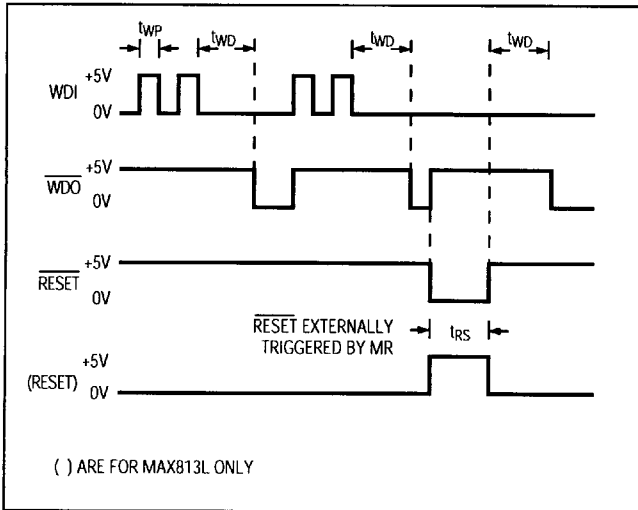 tWP tWD tWD tWD
+5V
WDI
0V
+5V
WDO
0V
+5V
RESET
0V
RESET EXTERNALLY tRS
TRIGGERED BY MR
+5V
(RESET)
0V
( ) ARE FOR MAX813L ONLY